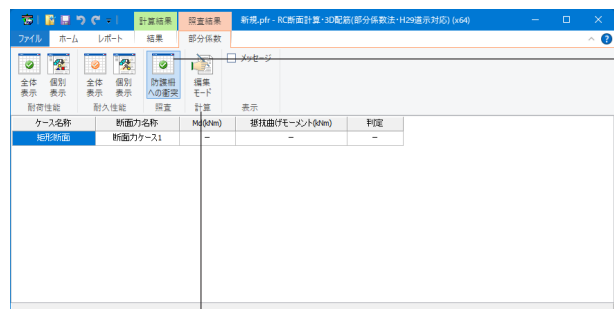 計算結果 照査結果 新規.pfr - RC断面計算・3D配筋(部分係数法・H29道示対応) (x64)
ファイル ホーム レポート 結果 部分係数
全体表示 個別表示 全体表示 個別表示 防護柵への衝突 編集モード メッセージ
耐荷性能 耐久性能 照査 計算 表示
ケース名称 断面力名称 Md(kNm) 抵抗曲げモーメント(kNm) 判定
矩形断面 断面力ケース1 − − −